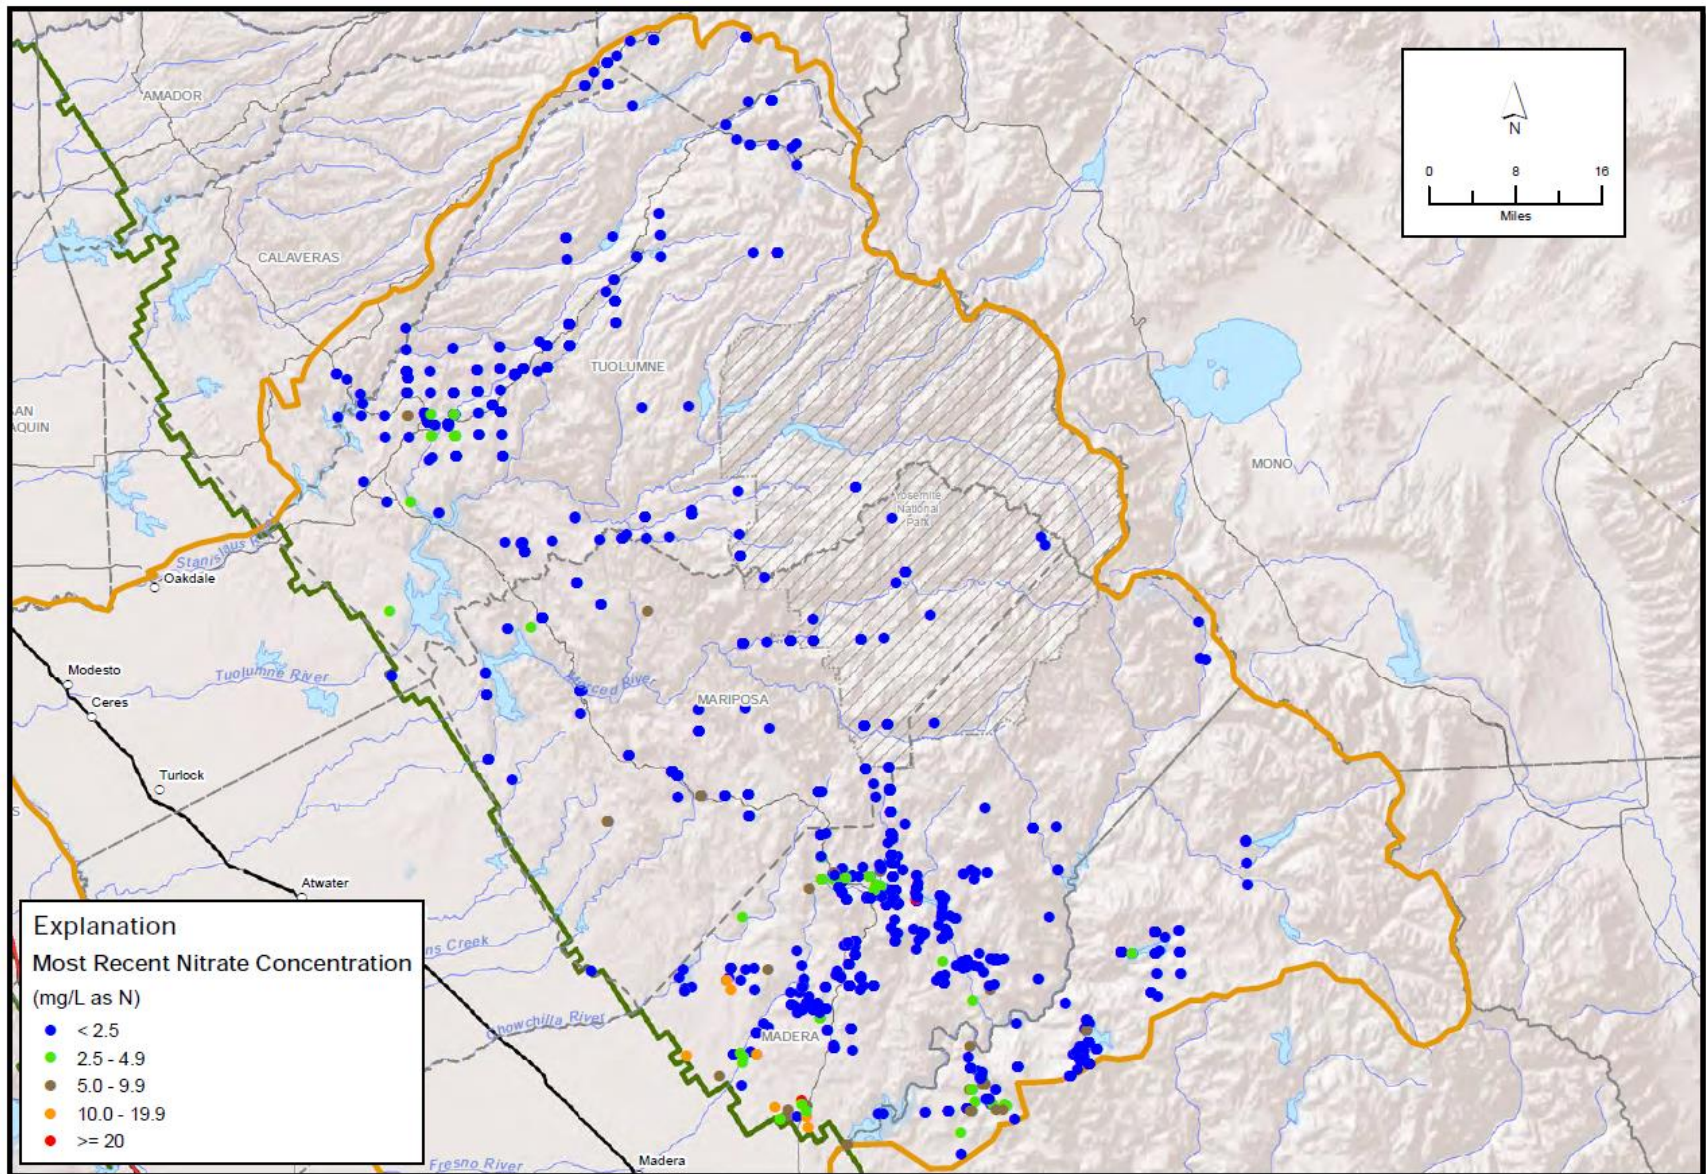 AMADOR
N
0 8 16
Miles
CALAVERAS
TUOLUMNE
AN
AQUIN
MONO
Yosemite
National
Park
Stanislaus R
Oakdale
Modesto
Tuolumne River
Ceres
Merced River
MARIPOSA
Turlock
S
Atwater
Explanation
Most Recent Nitrate Concentration
(mg/L as N)
< 2.5
2.5 - 4.9
5.0 - 9.9
10.0 - 19.9
>= 20
ns Creek
Chowchilla River
MADERA
Madera
Fresno River